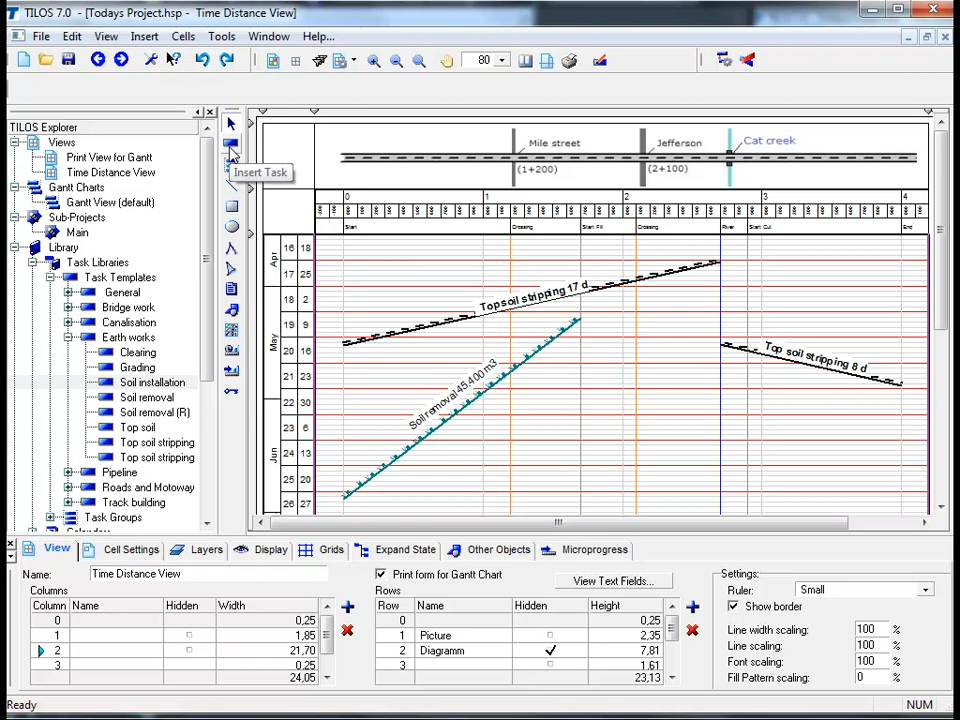 TILOS 7.0 - [Todays Project.hsp - Time Distance View]
File Edit View Insert Cells Tools Window Help...
80
TILOS Explorer
Views
Print View for Gantt
Time Distance View
Gantt Charts
Gantt View (default)
Sub-Projects
Main
Library
Task Libraries
Task Templates
General
Bridge work
Canalisation
Earth works
Clearing
Grading
Soil installation
Soil removal
Soil removal (R)
Top soil
Top soil stripping
Top soil stripping
Pipeline
Roads and Motoway
Track building
Task Groups
Insert Task
Mile street
(1+200)
Jefferson
(2+100)
Cat creek
0 1 2 3 4
Start Crossing Start Fill Crossing River Start Cut End
Apr
May
Jun
16 18
17 25
18 2
19 9
20 16
21 23
22 30
23 6
24 13
25 20
26 27
Top soil stripping 17 d
Soil removal 45.400 m3
Top soil stripping 8 d
View Cell Settings Layers Display Grids Expand State Other Objects Microprogress
Name: Time Distance View
Columns
Column Name Hidden Width
0 0,25
1 1,85
2 21,70
3 0,25
24,05
Print form for Gantt Chart
View Text Fields...
Rows
Row Name Hidden Height
0 0,25
1 Picture 2,35
2 Diagramm 7,81
3 1,61
23,13
Settings:
Ruler: Small
Show border
Line width scaling: 100 %
Line scaling: 100 %
Font scaling: 100 %
Fill Pattern scaling: 0 %
Ready
NUM